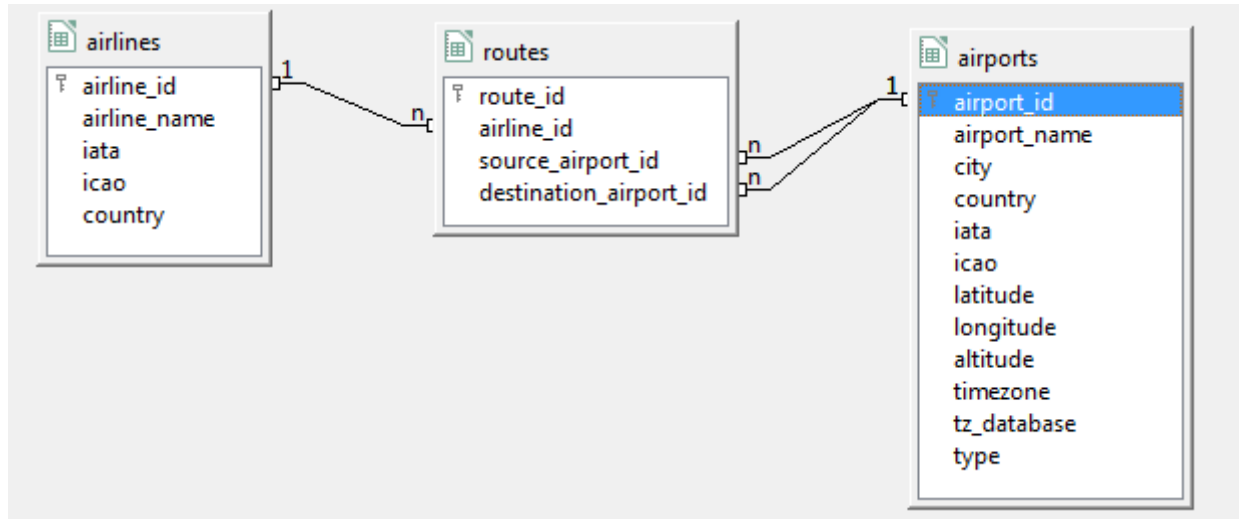 airlines
airline_id
airline_name
iata
icao
country
1
n
routes
route_id
airline_id
source_airport_id
destination_airport_id
n
n
1
airports
airport_id
airport_name
city
country
iata
icao
latitude
longitude
altitude
timezone
tz_database
type